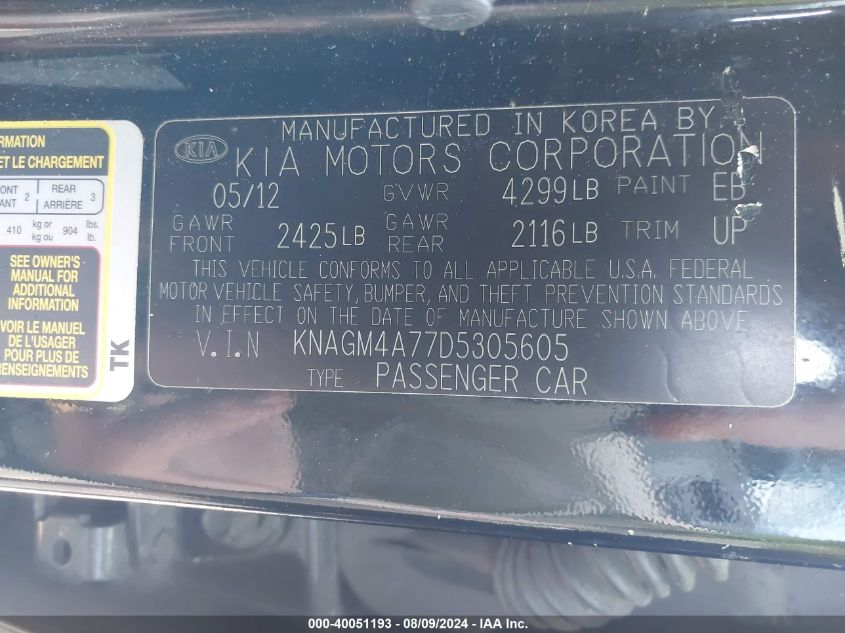 MANUFACTURED IN KOREA BY
KIA KIA MOTORS CORPORATION
05/12 GVWR 4299LB PAINT EB
GAWR FRONT 2425LB GAWR REAR 2116LB TRIM UP
THIS VEHICLE CONFORMS TO ALL APPLICABLE U.S.A. FEDERAL
MOTOR VEHICLE SAFETY, BUMPER, AND THEFT PREVENTION STANDARDS
IN EFFECT ON THE DATE OF MANUFACTURE SHOWN ABOVE
V.I.N KNAGM4A77D5305605
TYPE PASSENGER CAR
RMATION
ET LE CHARGEMENT
ONT 2 REAR 3
ANT ARRIÈRE
410 kg or 904 lbs.
kg ou lb.
SEE OWNER'S
MANUAL FOR
ADDITIONAL
INFORMATION
VOIR LE MANUEL
DE L'USAGER
POUR PLUS DE
RENSEIGNEMENTS
TK
000-40051193 - 08/09/2024 - IAA Inc.